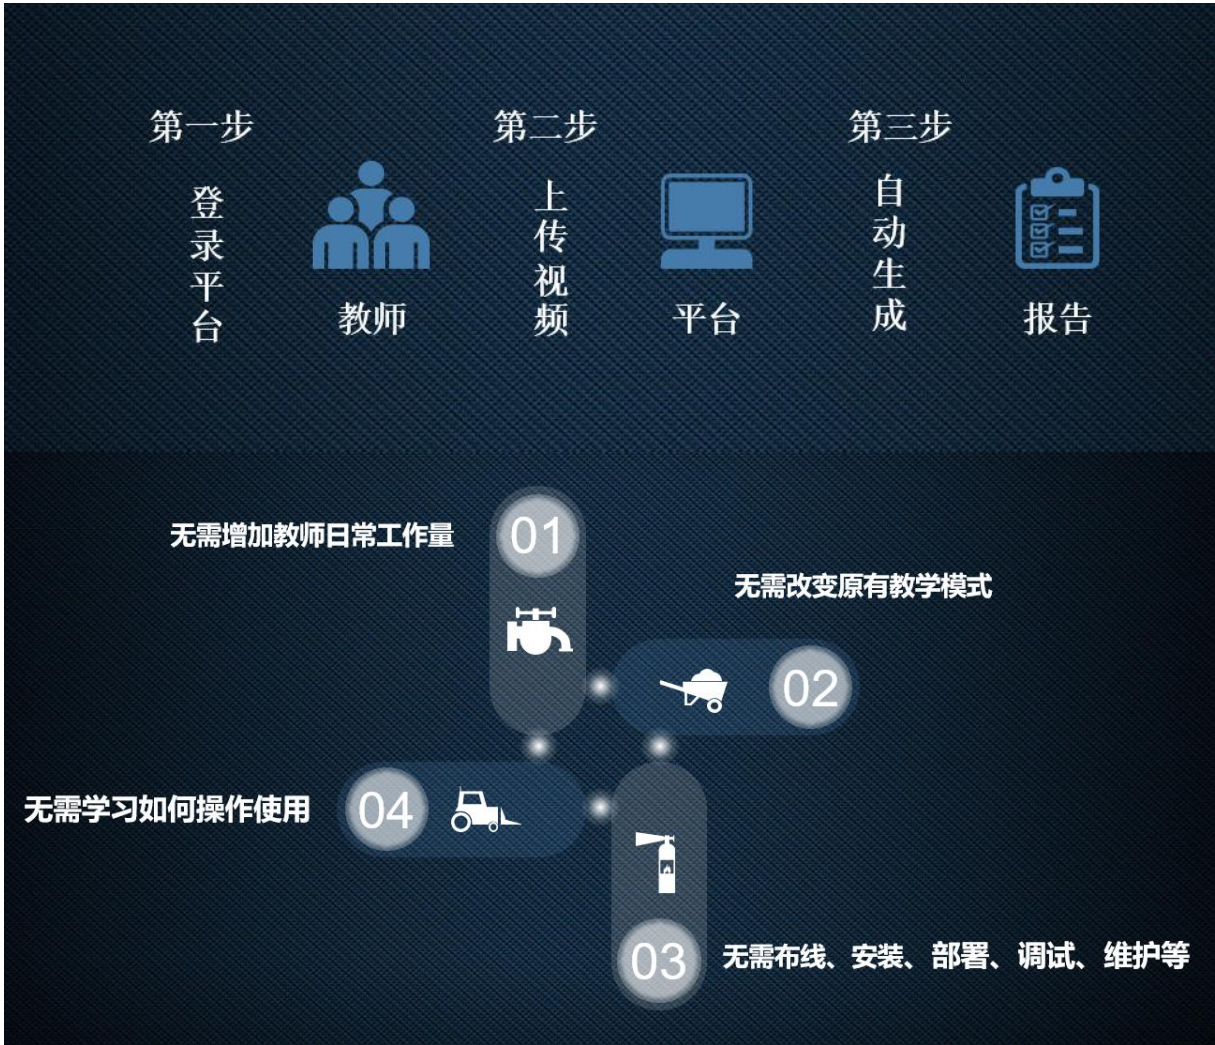 第一步
登录平台
教师
第二步
上传视频
平台
第三步
自动生成
报告
01
无需增加教师日常工作量
无需改变原有教学模式
02
无需学习如何操作使用
04
03
无需布线、安装、部署、调试、维护等